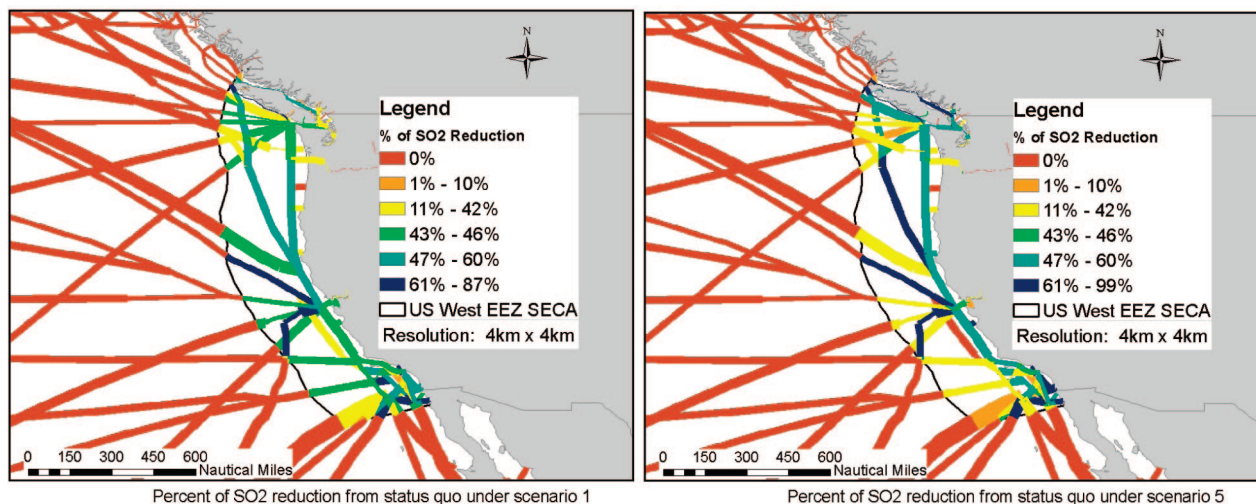 N
Legend
% of SO2 Reduction
0%
1% - 10%
11% - 42%
43% - 46%
47% - 60%
61% - 87%
US West EEZ SECA
Resolution: 4km x 4km
0 150 300 450 600
Nautical Miles
Percent of SO2 reduction from status quo under scenario 1
N
Legend
% of SO2 Reduction
0%
1% - 10%
11% - 42%
43% - 46%
47% - 60%
61% - 99%
US West EEZ SECA
Resolution: 4km x 4km
0 150 300 450 600
Nautical Miles
Percent of SO2 reduction from status quo under scenario 5